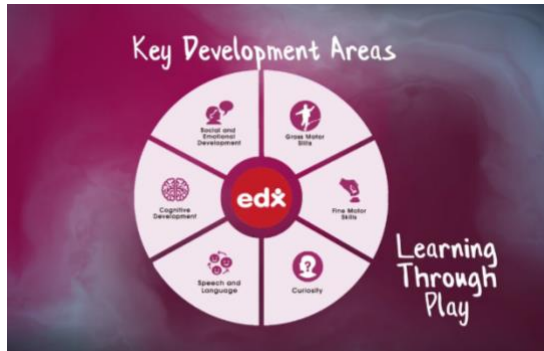 Key Development Areas
Social and
Emotional
Development
Gross Motor
Skills
Cognitive
Development
edx
Fine Motor
Skills
Speech and
Language
?
Curiosity
Learning
Through
Play